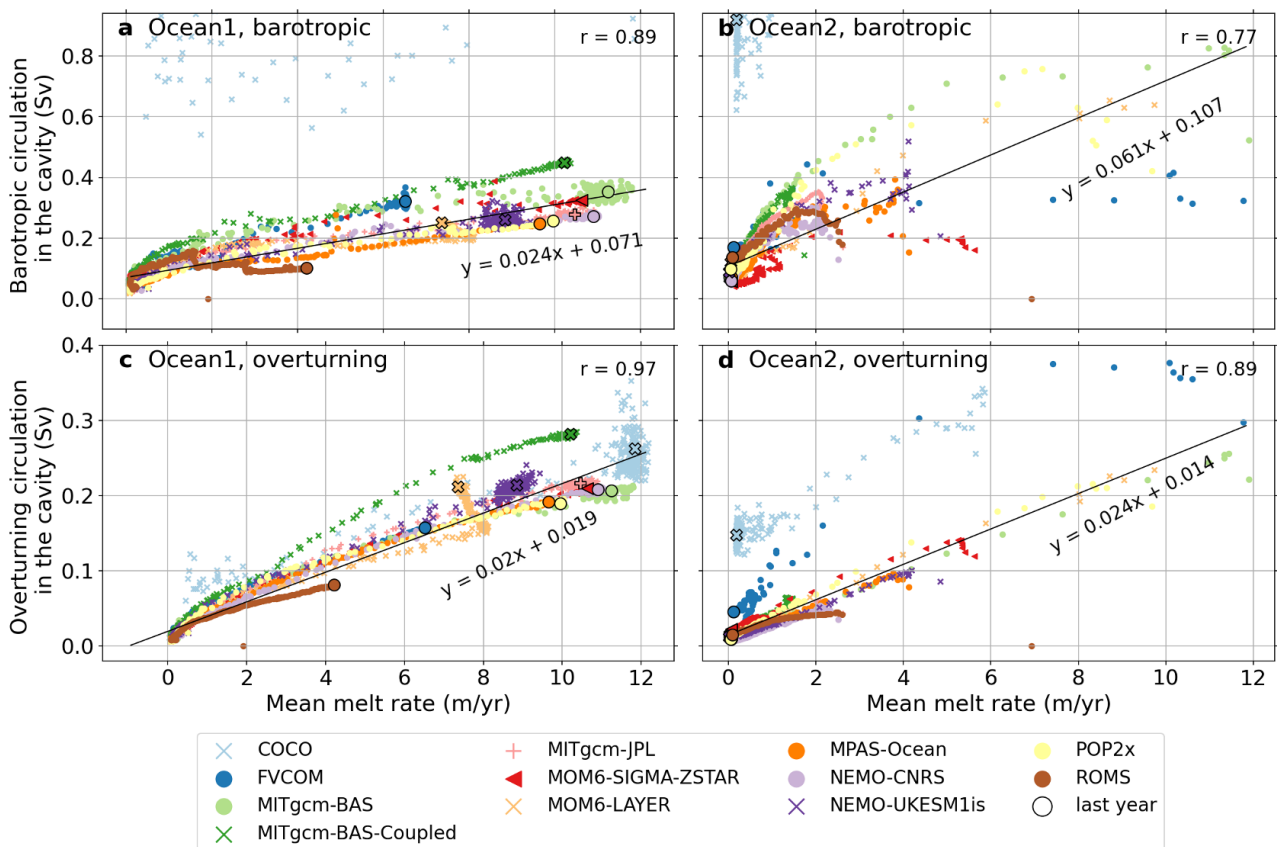 a Ocean1, barotropic
r = 0.89
b Ocean2, barotropic
r = 0.77
Barotropic circulation
in the cavity (Sv)
0.8
0.6
0.4
0.2
0.0
y = 0.024x + 0.071
y = 0.061x + 0.107
c Ocean1, overturning
r = 0.97
d Ocean2, overturning
r = 0.89
Overturning circulation
in the cavity (Sv)
0.4
0.3
0.2
0.1
0.0
y = 0.02x + 0.019
y = 0.024x + 0.014
0 2 4 6 8 10 12
0 2 4 6 8 10 12
Mean melt rate (m/yr)
Mean melt rate (m/yr)
COCO
FVCOM
MITgcm-BAS
MITgcm-BAS-Coupled
MITgcm-JPL
MOM6-SIGMA-ZSTAR
MOM6-LAYER
MPAS-Ocean
NEMO-CNRS
NEMO-UKESM1is
POP2x
ROMS
last year